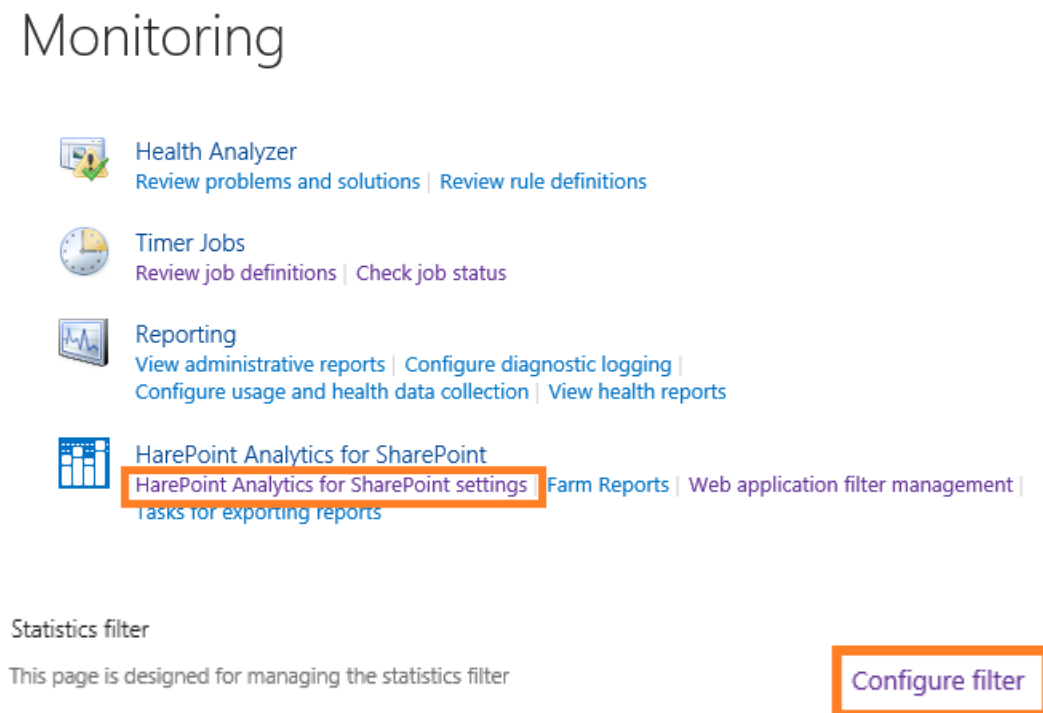 Monitoring
Health Analyzer
Review problems and solutions | Review rule definitions
Timer Jobs
Review job definitions | Check job status
Reporting
View administrative reports | Configure diagnostic logging |
Configure usage and health data collection | View health reports
HarePoint Analytics for SharePoint
HarePoint Analytics for SharePoint settings | Farm Reports | Web application filter management |
Tasks for exporting reports
Statistics filter
This page is designed for managing the statistics filter
Configure filter